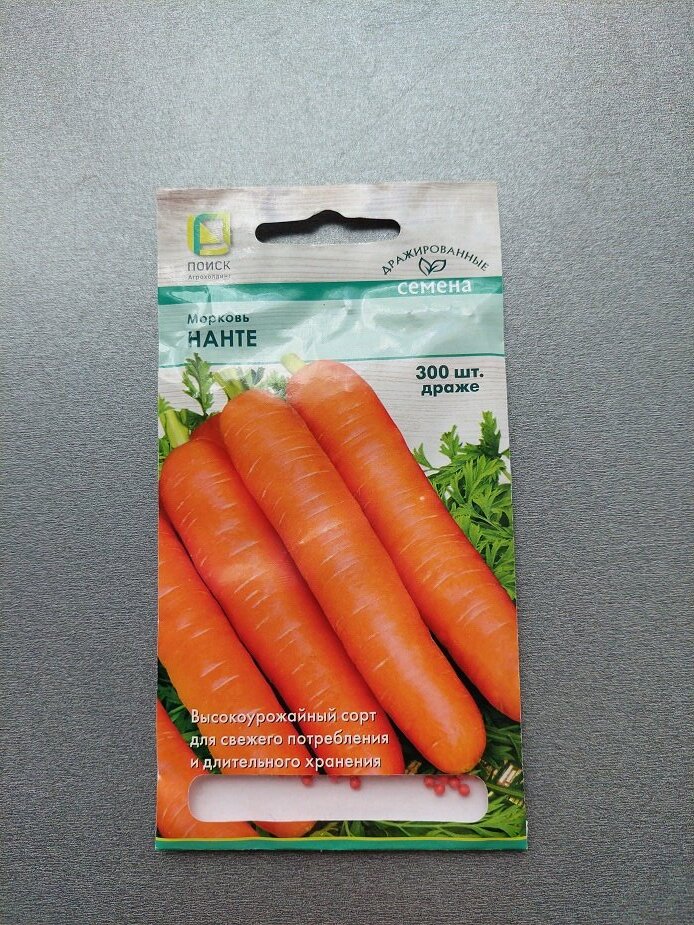 ПОИСК
Агрохолдинг
ДРАЖИРОВАННЫЕ
семена
Морковь
НАНТЕ
300 шт.
драже
Высокоурожайный сорт
для свежего потребления
и длительного хранения